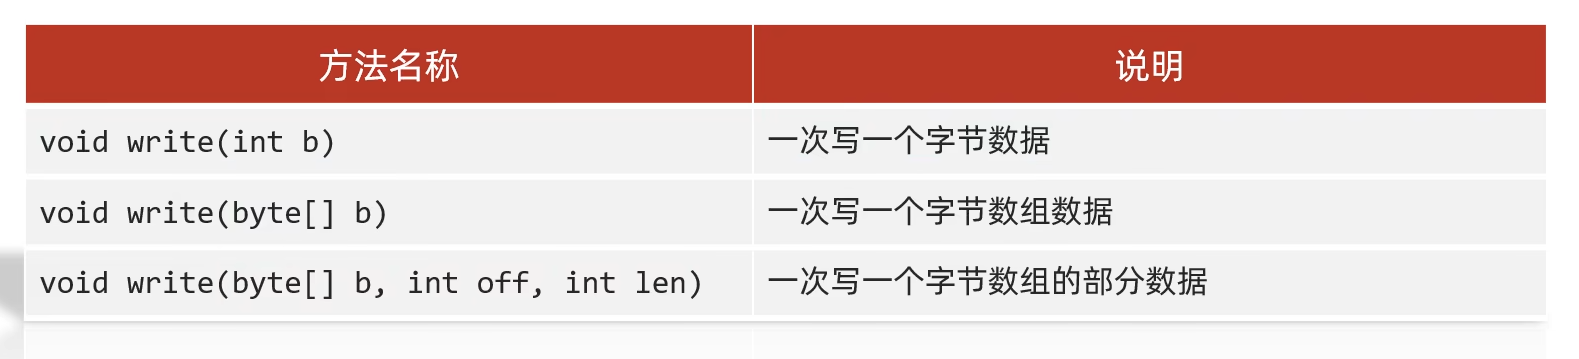 方法名称 说明
void write(int b) 一次写一个字节数据
void write(byte[] b) 一次写一个字节数组数据
void write(byte[] b, int off, int len) 一次写一个字节数组的部分数据